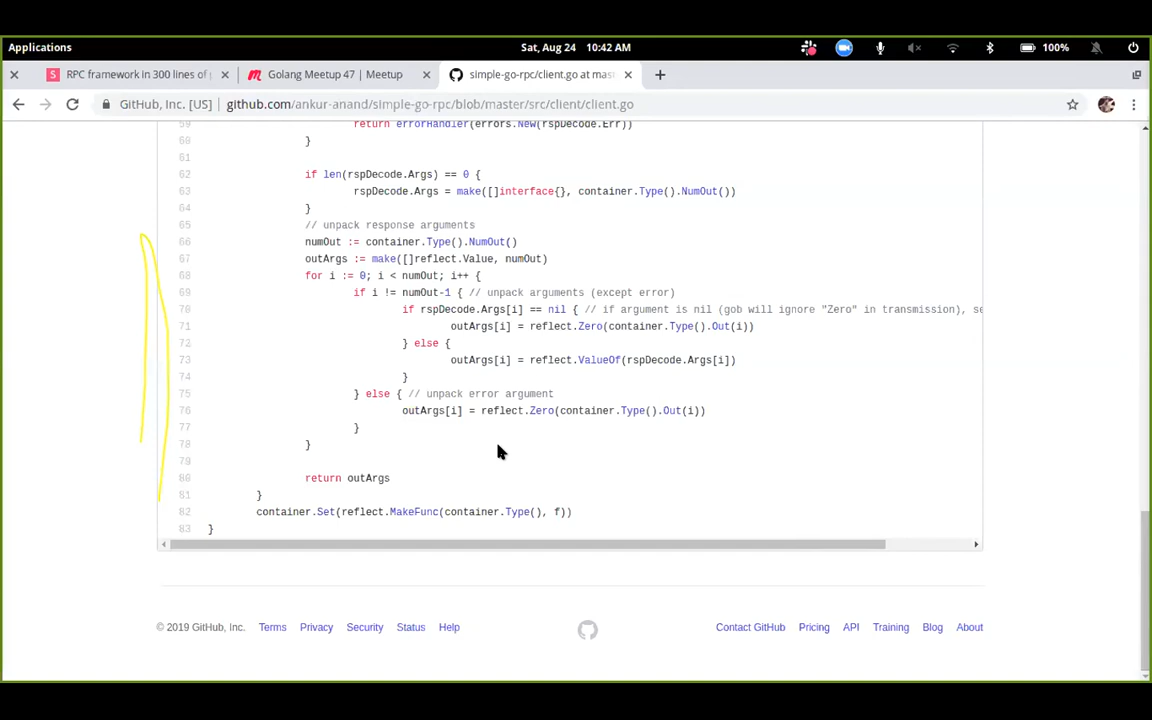 Applications
Sat, Aug 24 10:42 AM
100%
RPC framework in 300 lines of
Golang Meetup 47 | Meetup
simple-go-rpc/client.go at mas
GitHub, Inc. [US] github.com/ankur-anand/simple-go-rpc/blob/master/src/client/client.go
59 return errorHandler(errors.New(rspDecode.Err))
60 }
61
62 if len(rspDecode.Args) == 0 {
63 rspDecode.Args = make([]interface{}, container.Type().NumOut())
64 }
65 // unpack response arguments
66 numOut := container.Type().NumOut()
67 outArgs := make([]reflect.Value, numOut)
68 for i := 0; i < numOut; i++ {
69 if i != numOut-1 { // unpack arguments (except error)
70 if rspDecode.Args[i] == nil { // if argument is nil (gob will ignore "Zero" in transmission), se
71 outArgs[i] = reflect.Zero(container.Type().Out(i))
72 } else {
73 outArgs[i] = reflect.ValueOf(rspDecode.Args[i])
74 }
75 } else { // unpack error argument
76 outArgs[i] = reflect.Zero(container.Type().Out(i))
77 }
78 }
79
80 return outArgs
81 }
82 container.Set(reflect.MakeFunc(container.Type(), f))
83 }
© 2019 GitHub, Inc. Terms Privacy Security Status Help Contact GitHub Pricing API Training Blog About